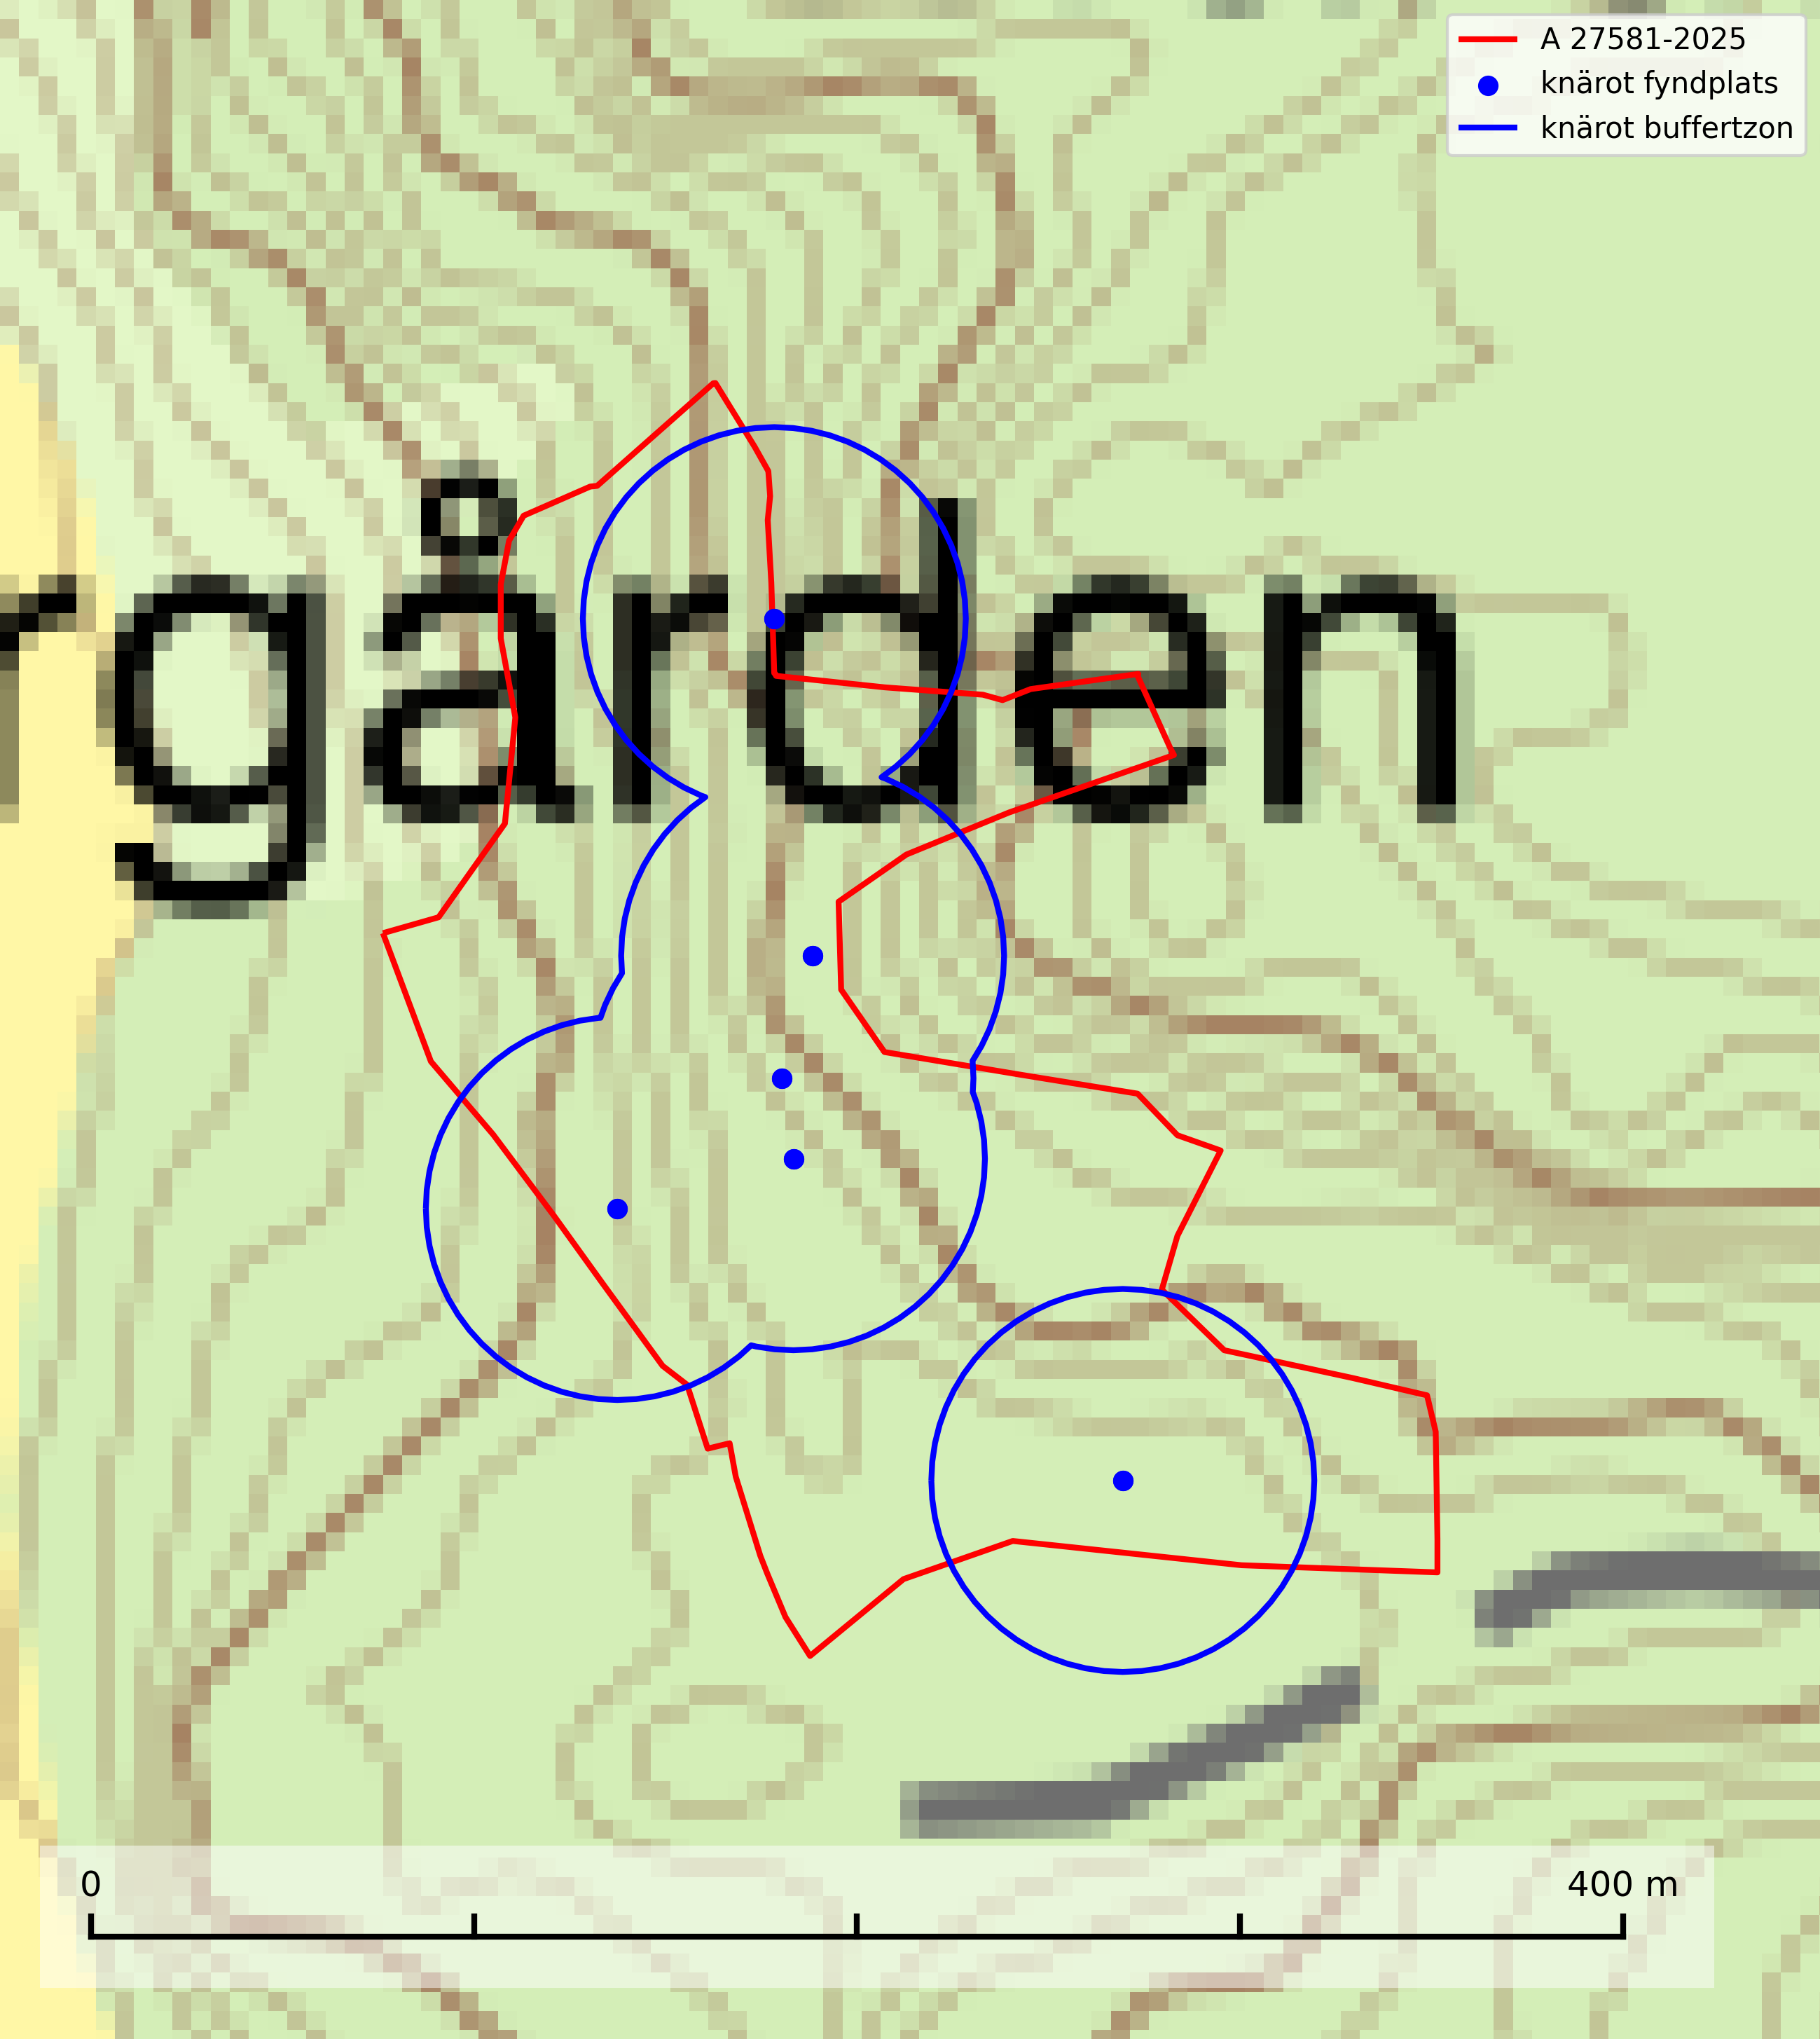 A 27581-2025
knärot fyndplats
knärot buffertzon
rgården
0
400 m